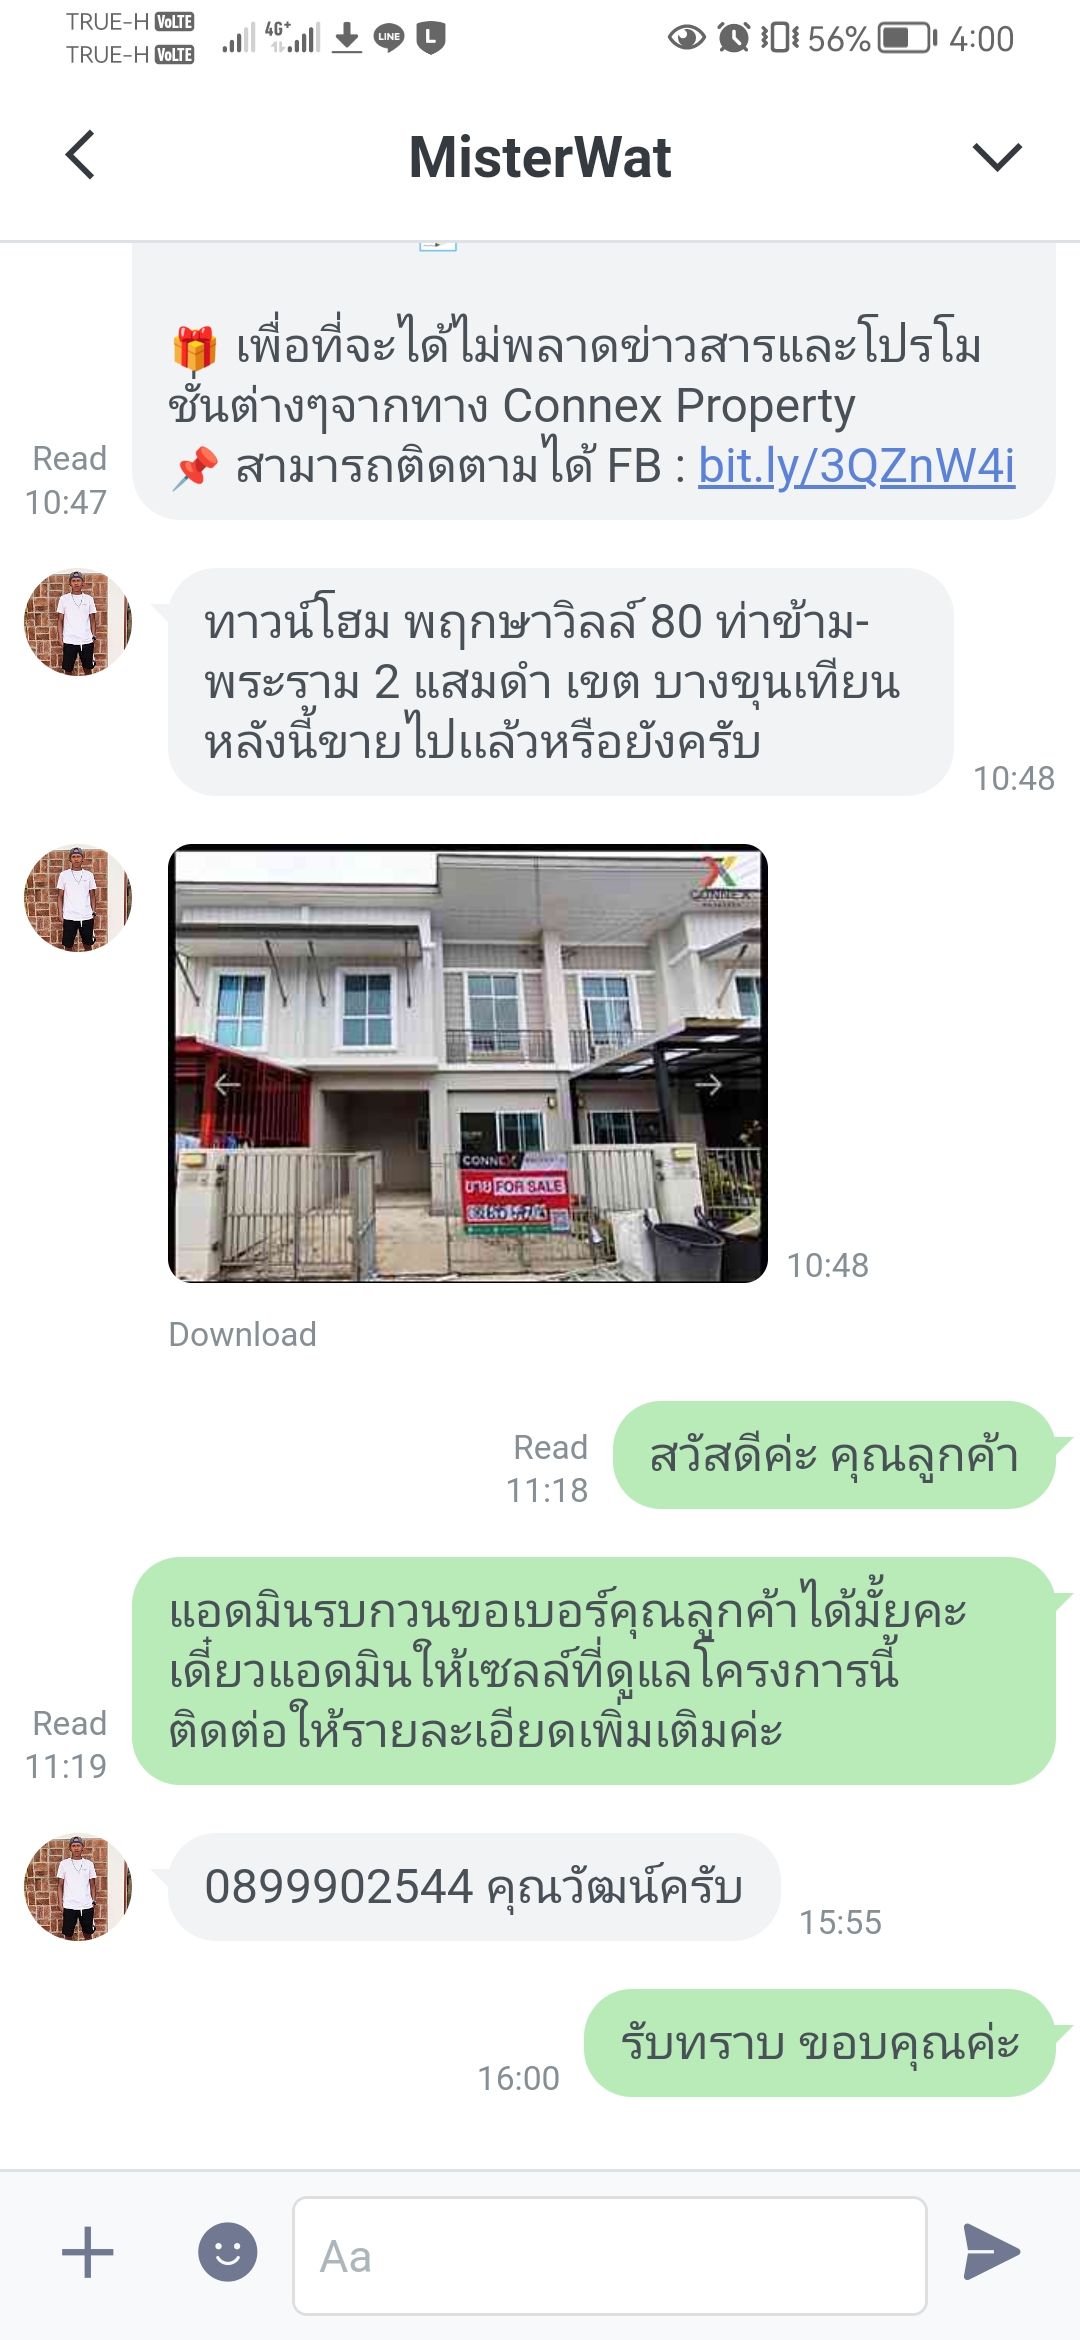 TRUE-H VoLTE
TRUE-H VoLTE
4G+
LINE
L
56%
4:00
MisterWat
🎁 เพื่อที่จะได้ไม่พลาดข่าวสารและโปรโม
ชั่นต่างๆจากทาง Connex Property
📌 สามารถติดตามได้ FB : bit.ly/3QZnW4i
Read
10:47
ทาวน์โฮม พฤกษาวิลล์ 80 ท่าข้าม-
พระราม 2 แสมดำ เขต บางขุนเทียน
หลังนี้ขายไปแล้วหรือยังครับ
10:48
CONNEX
CONNEX
ขาย FOR SALE
10:48
Download
สวัสดีค่ะ คุณลูกค้า
Read
11:18
แอดมินรบกวนขอเบอร์คุณลูกค้าได้มั้ยคะ
เดี๋ยวแอดมินให้เซลล์ที่ดูแลโครงการนี้
ติดต่อให้รายละเอียดเพิ่มเติมค่ะ
Read
11:19
0899902544 คุณวัฒน์ครับ
15:55
รับทราบ ขอบคุณค่ะ
16:00
Aa